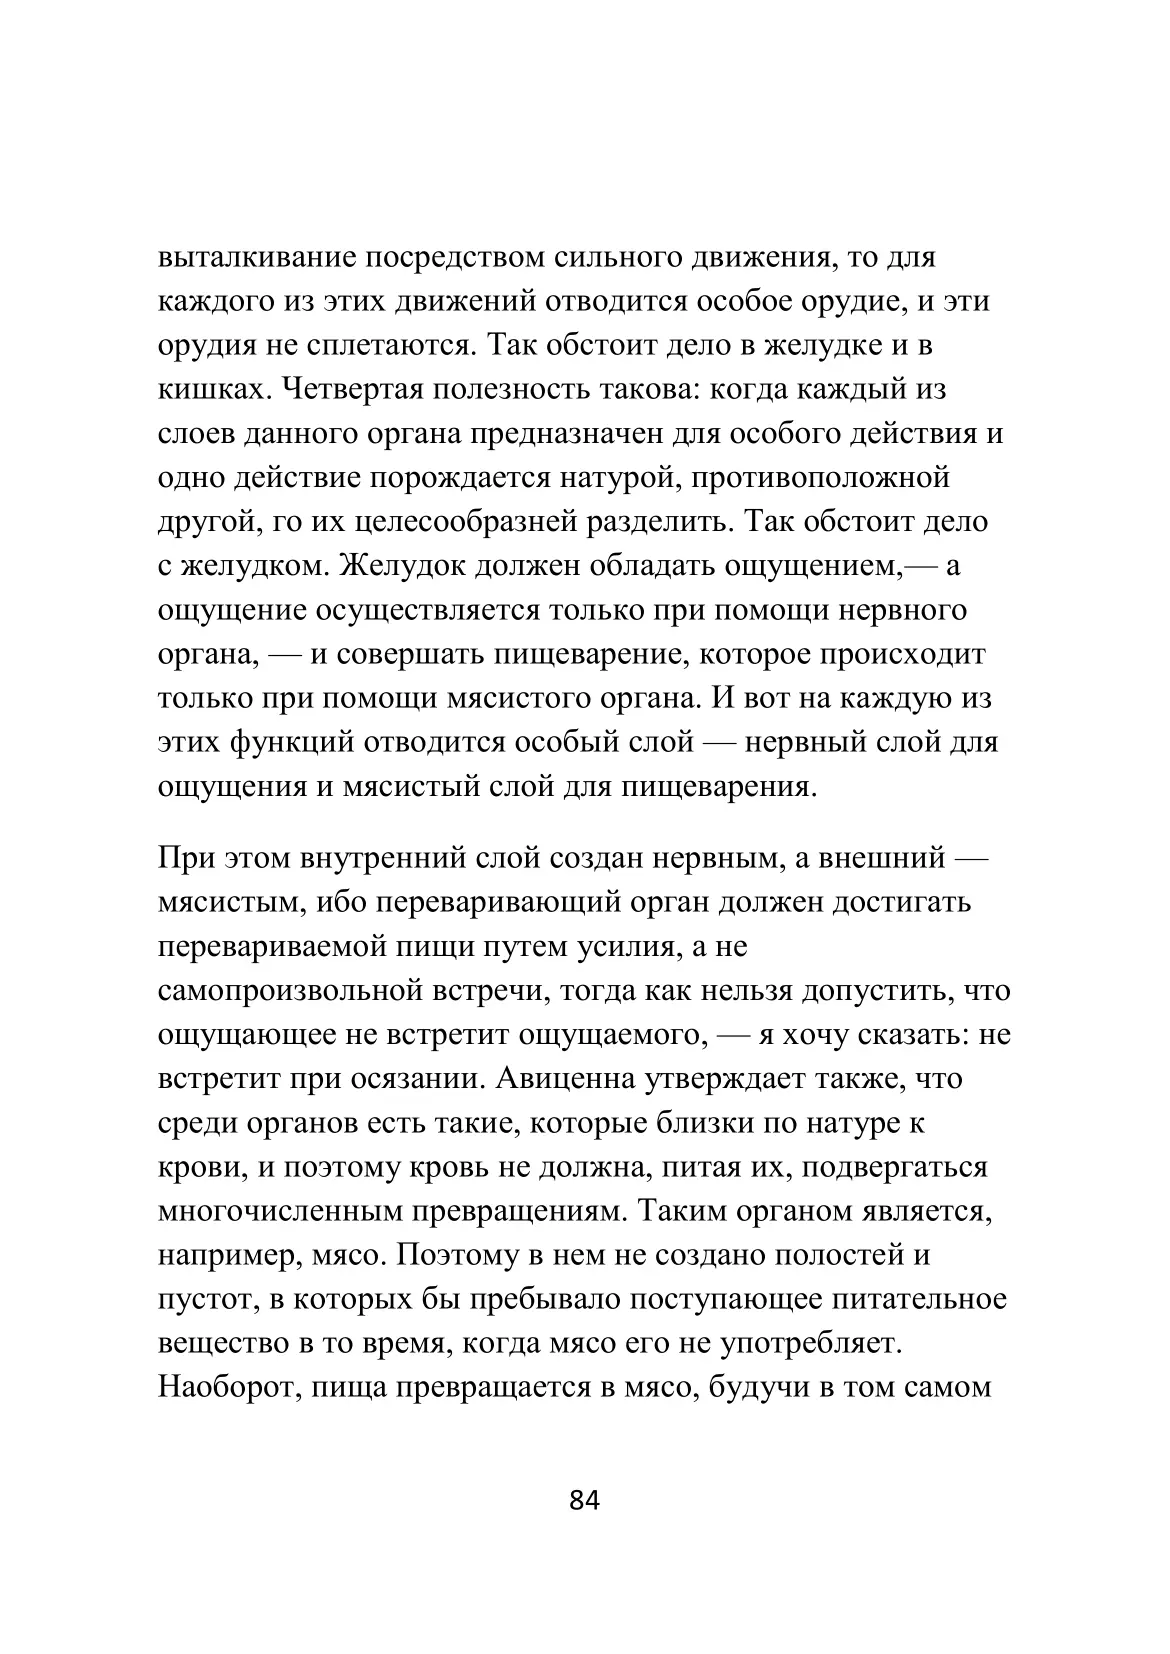 выталкивание посредством сильного движения, то для
каждого из этих движений отводится особое орудие, и эти
орудия не сплетаются. Так обстоит дело в желудке и в
кишках. Четвертая полезность такова: когда каждый из
слоев данного органа предназначен для особого действия и
одно действие порождается натурой, противоположной
другой, го их целесообразней разделить. Так обстоит дело
с желудком. Желудок должен обладать ощущением,— а
ощущение осуществляется только при помощи нервного
органа, — и совершать пищеварение, которое происходит
только при помощи мясистого органа. И вот на каждую из
этих функций отводится особый слой — нервный слой для
ощущения и мясистый слой для пищеварения.
При этом внутренний слой создан нервным, а внешний —
мясистым, ибо переваривающий орган должен достигать
перевариваемой пищи путем усилия, а не
самопроизвольной встречи, тогда как нельзя допустить, что
ощущающее не встретит ощущаемого, — я хочу сказать: не
встретит при осязании. Авиценна утверждает также, что
среди органов есть такие, которые близки по натуре к
крови, и поэтому кровь не должна, питая их, подвергаться
многочисленным превращениям. Таким органом является,
например, мясо. Поэтому в нем не создано полостей и
пустот, в которых бы пребывало поступающее питательное
вещество в то время, когда мясо его не употребляет.
Наоборот, пища превращается в мясо, будучи в том самом
84